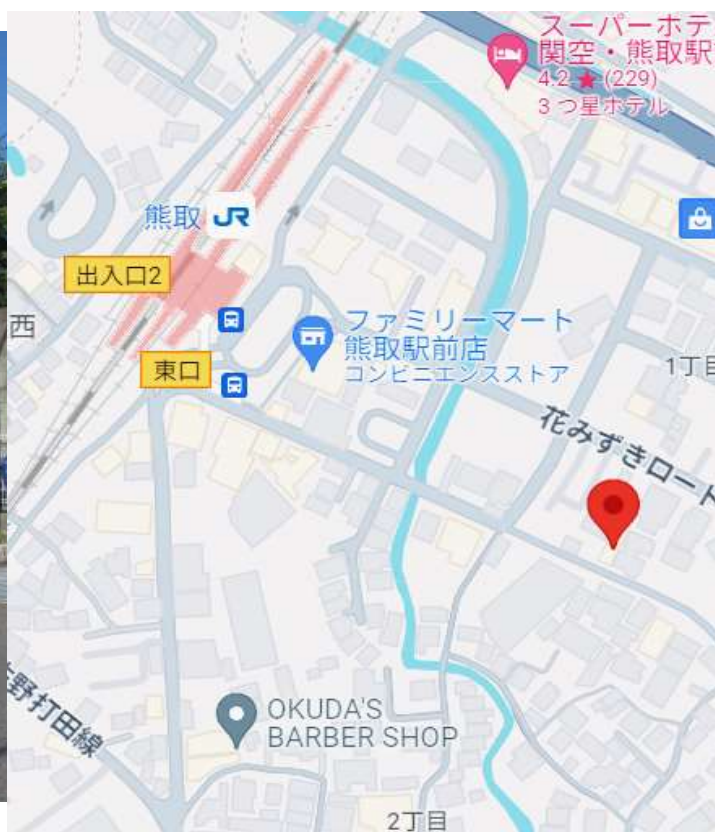 スーパーホテ
関空・熊取駅
4.2 ★ (229)
3 つ星ホテル
熊取 JR
出入口2
西
ファミリーマート
熊取駅前店
コンビニエンスストア
東口
1丁目
花みずきロード
野打田線
OKUDA'S
BARBER SHOP
2丁目